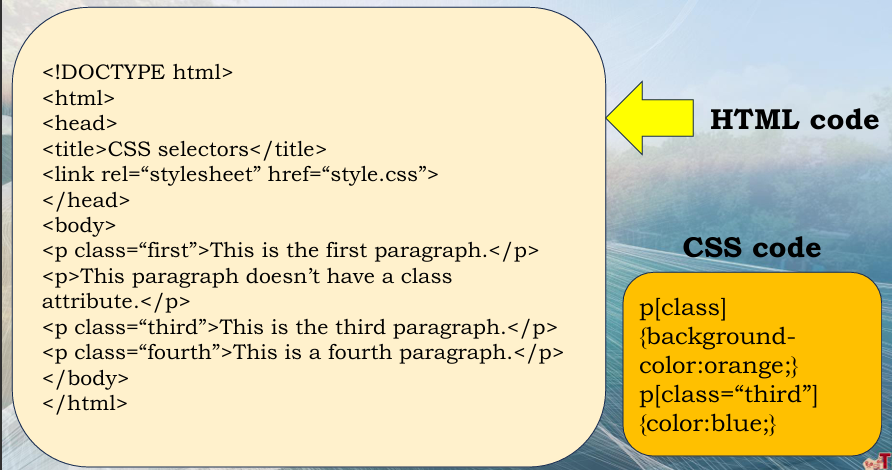 <!DOCTYPE html>
<html>
<head>
<title>CSS selectors</title>
<link rel=“stylesheet” href=“style.css”>
</head>
<body>
<p class=“first”>This is the first paragraph.</p>
<p>This paragraph doesn’t have a class
attribute.</p>
<p class=“third”>This is the third paragraph.</p>
<p class=“fourth”>This is a fourth paragraph.</p>
</body>
</html>
HTML code
CSS code
p[class]
{background-
color:orange;}
p[class=“third”]
{color:blue;}